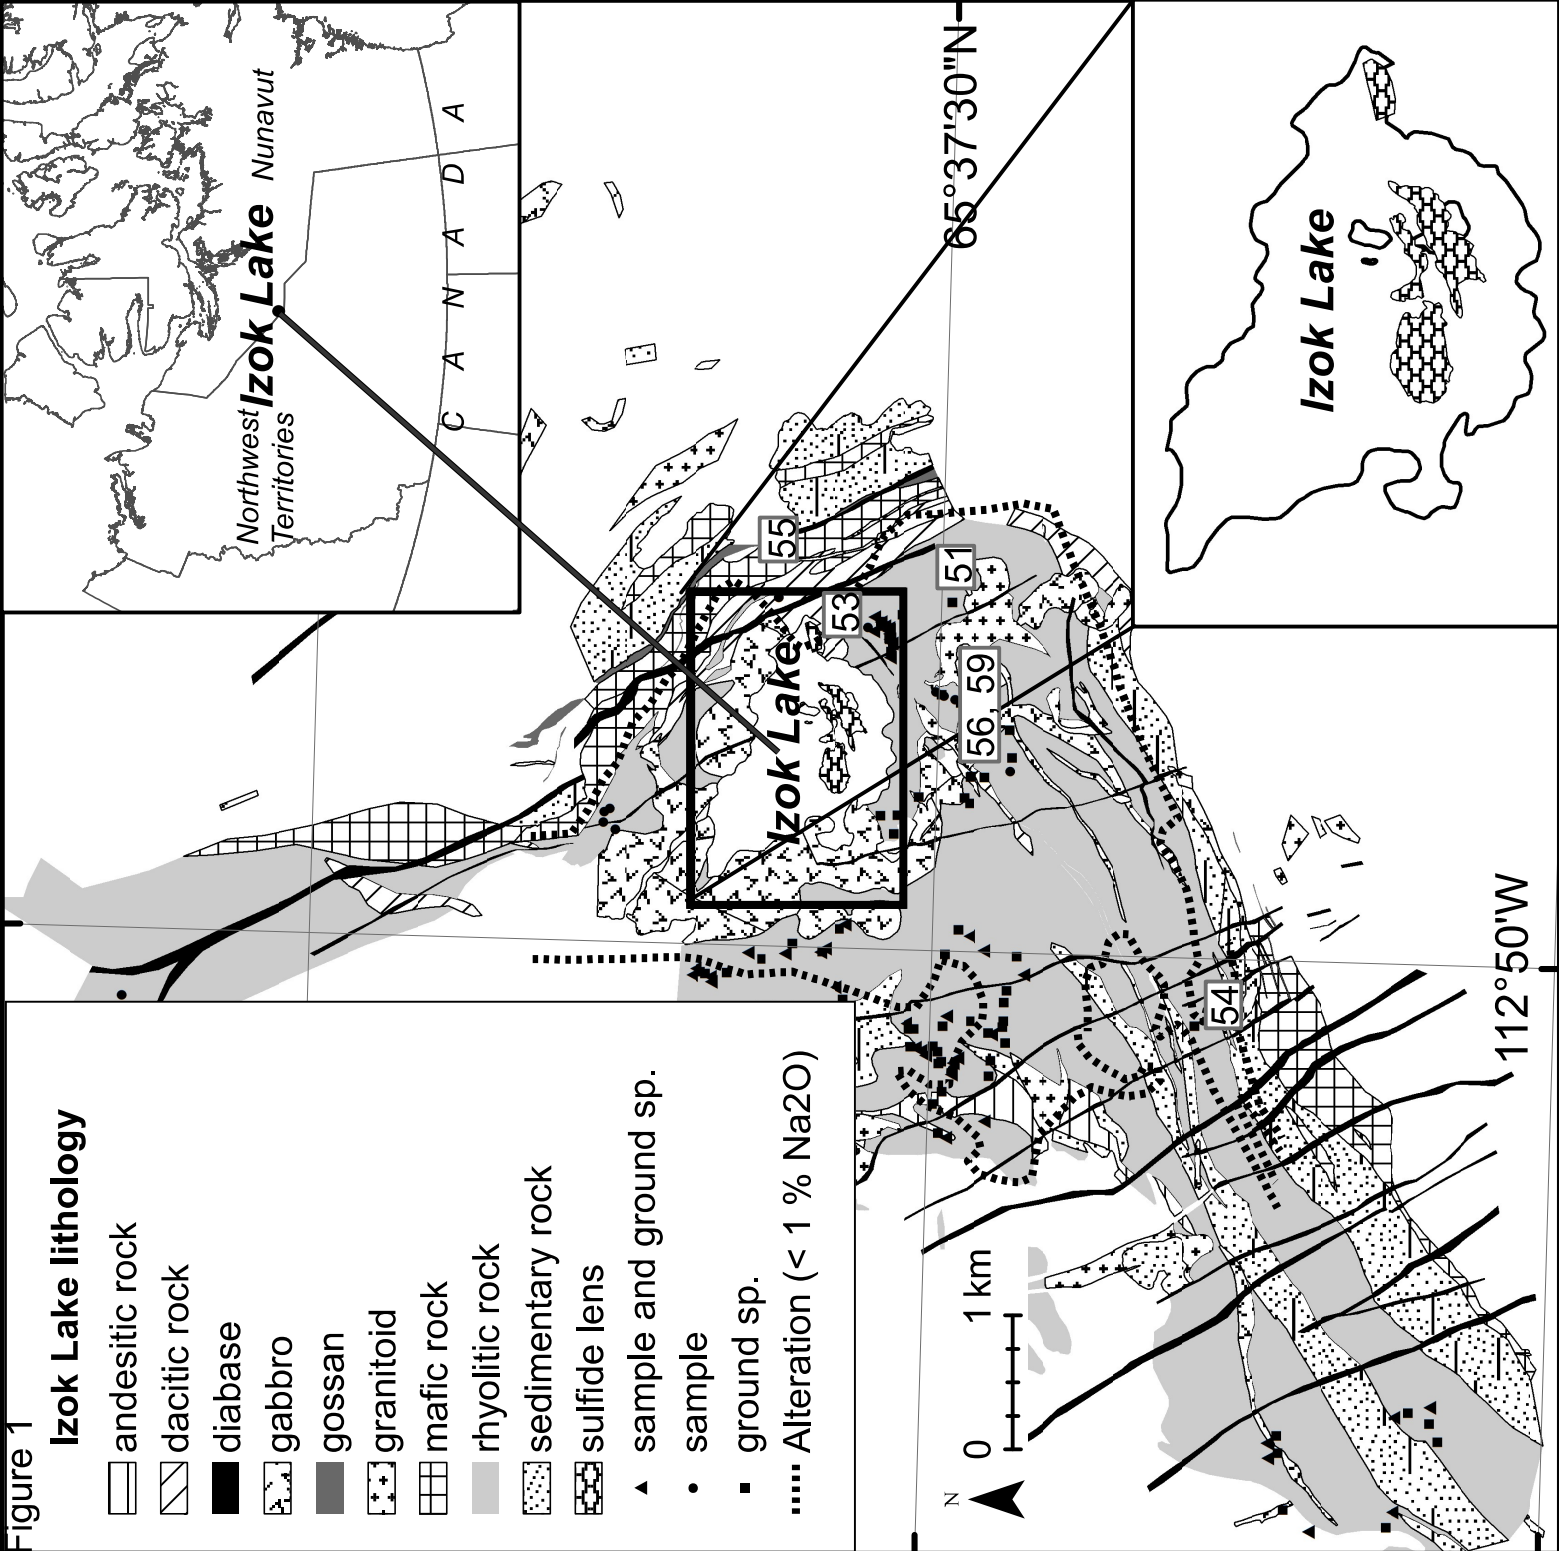 Figure 1
Izok Lake lithology
andesitic rock
dacitic rock
diabase
gabbro
gossan
granitoid
mafic rock
rhyolitic rock
sedimentary rock
sulfide lens
sample and ground sp.
sample
ground sp.
Alteration (< 1 % Na2O)
N
0
1 km
Northwest
Territories
Izok Lake
Nunavut
C A N A D A
65°37'30"N
112°50'W
Izok Lake
55
53
51
56, 59
54
Izok Lake